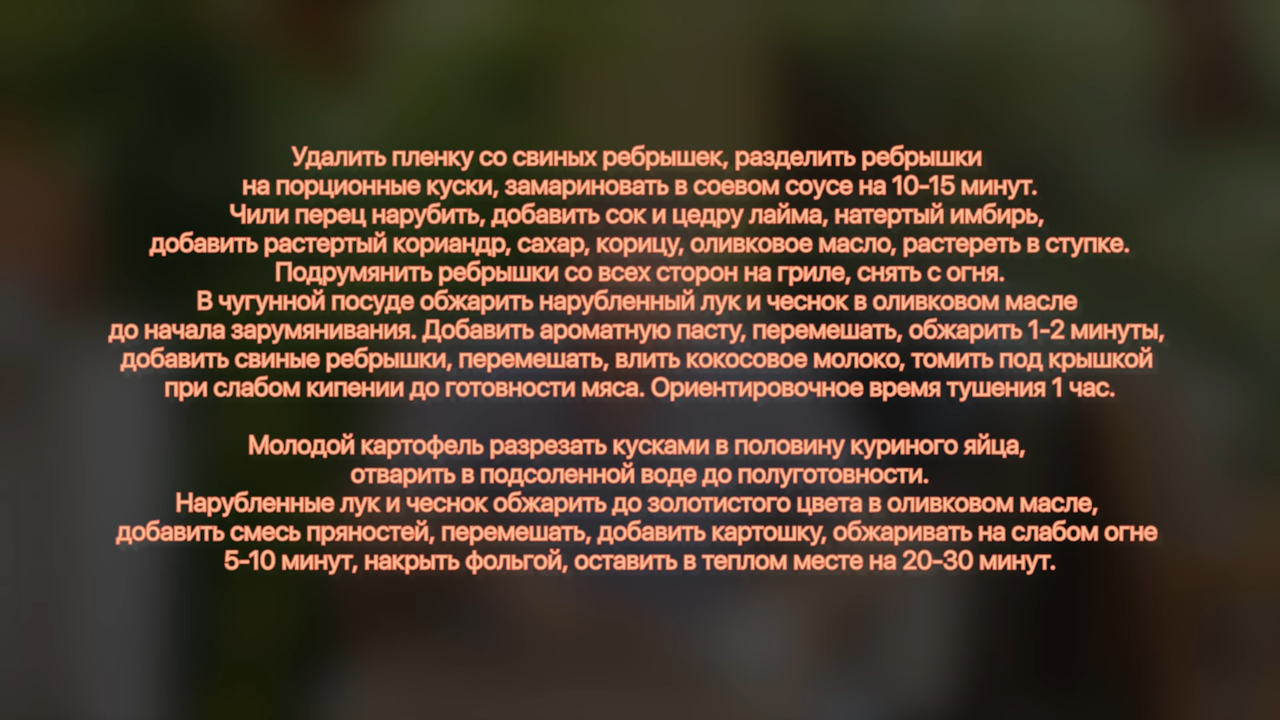 Удалить пленку со свиных ребрышек, разделить ребрышки
на порционные куски, замариновать в соевом соусе на 10-15 минут.
Чили перец нарубить, добавить сок и цедру лайма, натертый имбирь,
добавить растертый кориандр, сахар, корицу, оливковое масло, растереть в ступке.
Подрумянить ребрышки со всех сторон на гриле, снять с огня.
В чугунной посуде обжарить нарубленный лук и чеснок в оливковом масле
до начала зарумянивания. Добавить ароматную пасту, перемешать, обжарить 1-2 минуты,
добавить свиные ребрышки, перемешать, влить кокосовое молоко, томить под крышкой
при слабом кипении до готовности мяса. Ориентировочное время тушения 1 час.
Молодой картофель разрезать кусками в половину куриного яйца,
отварить в подсоленной воде до полуготовности.
Нарубленные лук и чеснок обжарить до золотистого цвета в оливковом масле,
добавить смесь пряностей, перемешать, добавить картошку, обжаривать на слабом огне
5-10 минут, накрыть фольгой, оставить в теплом месте на 20-30 минут.